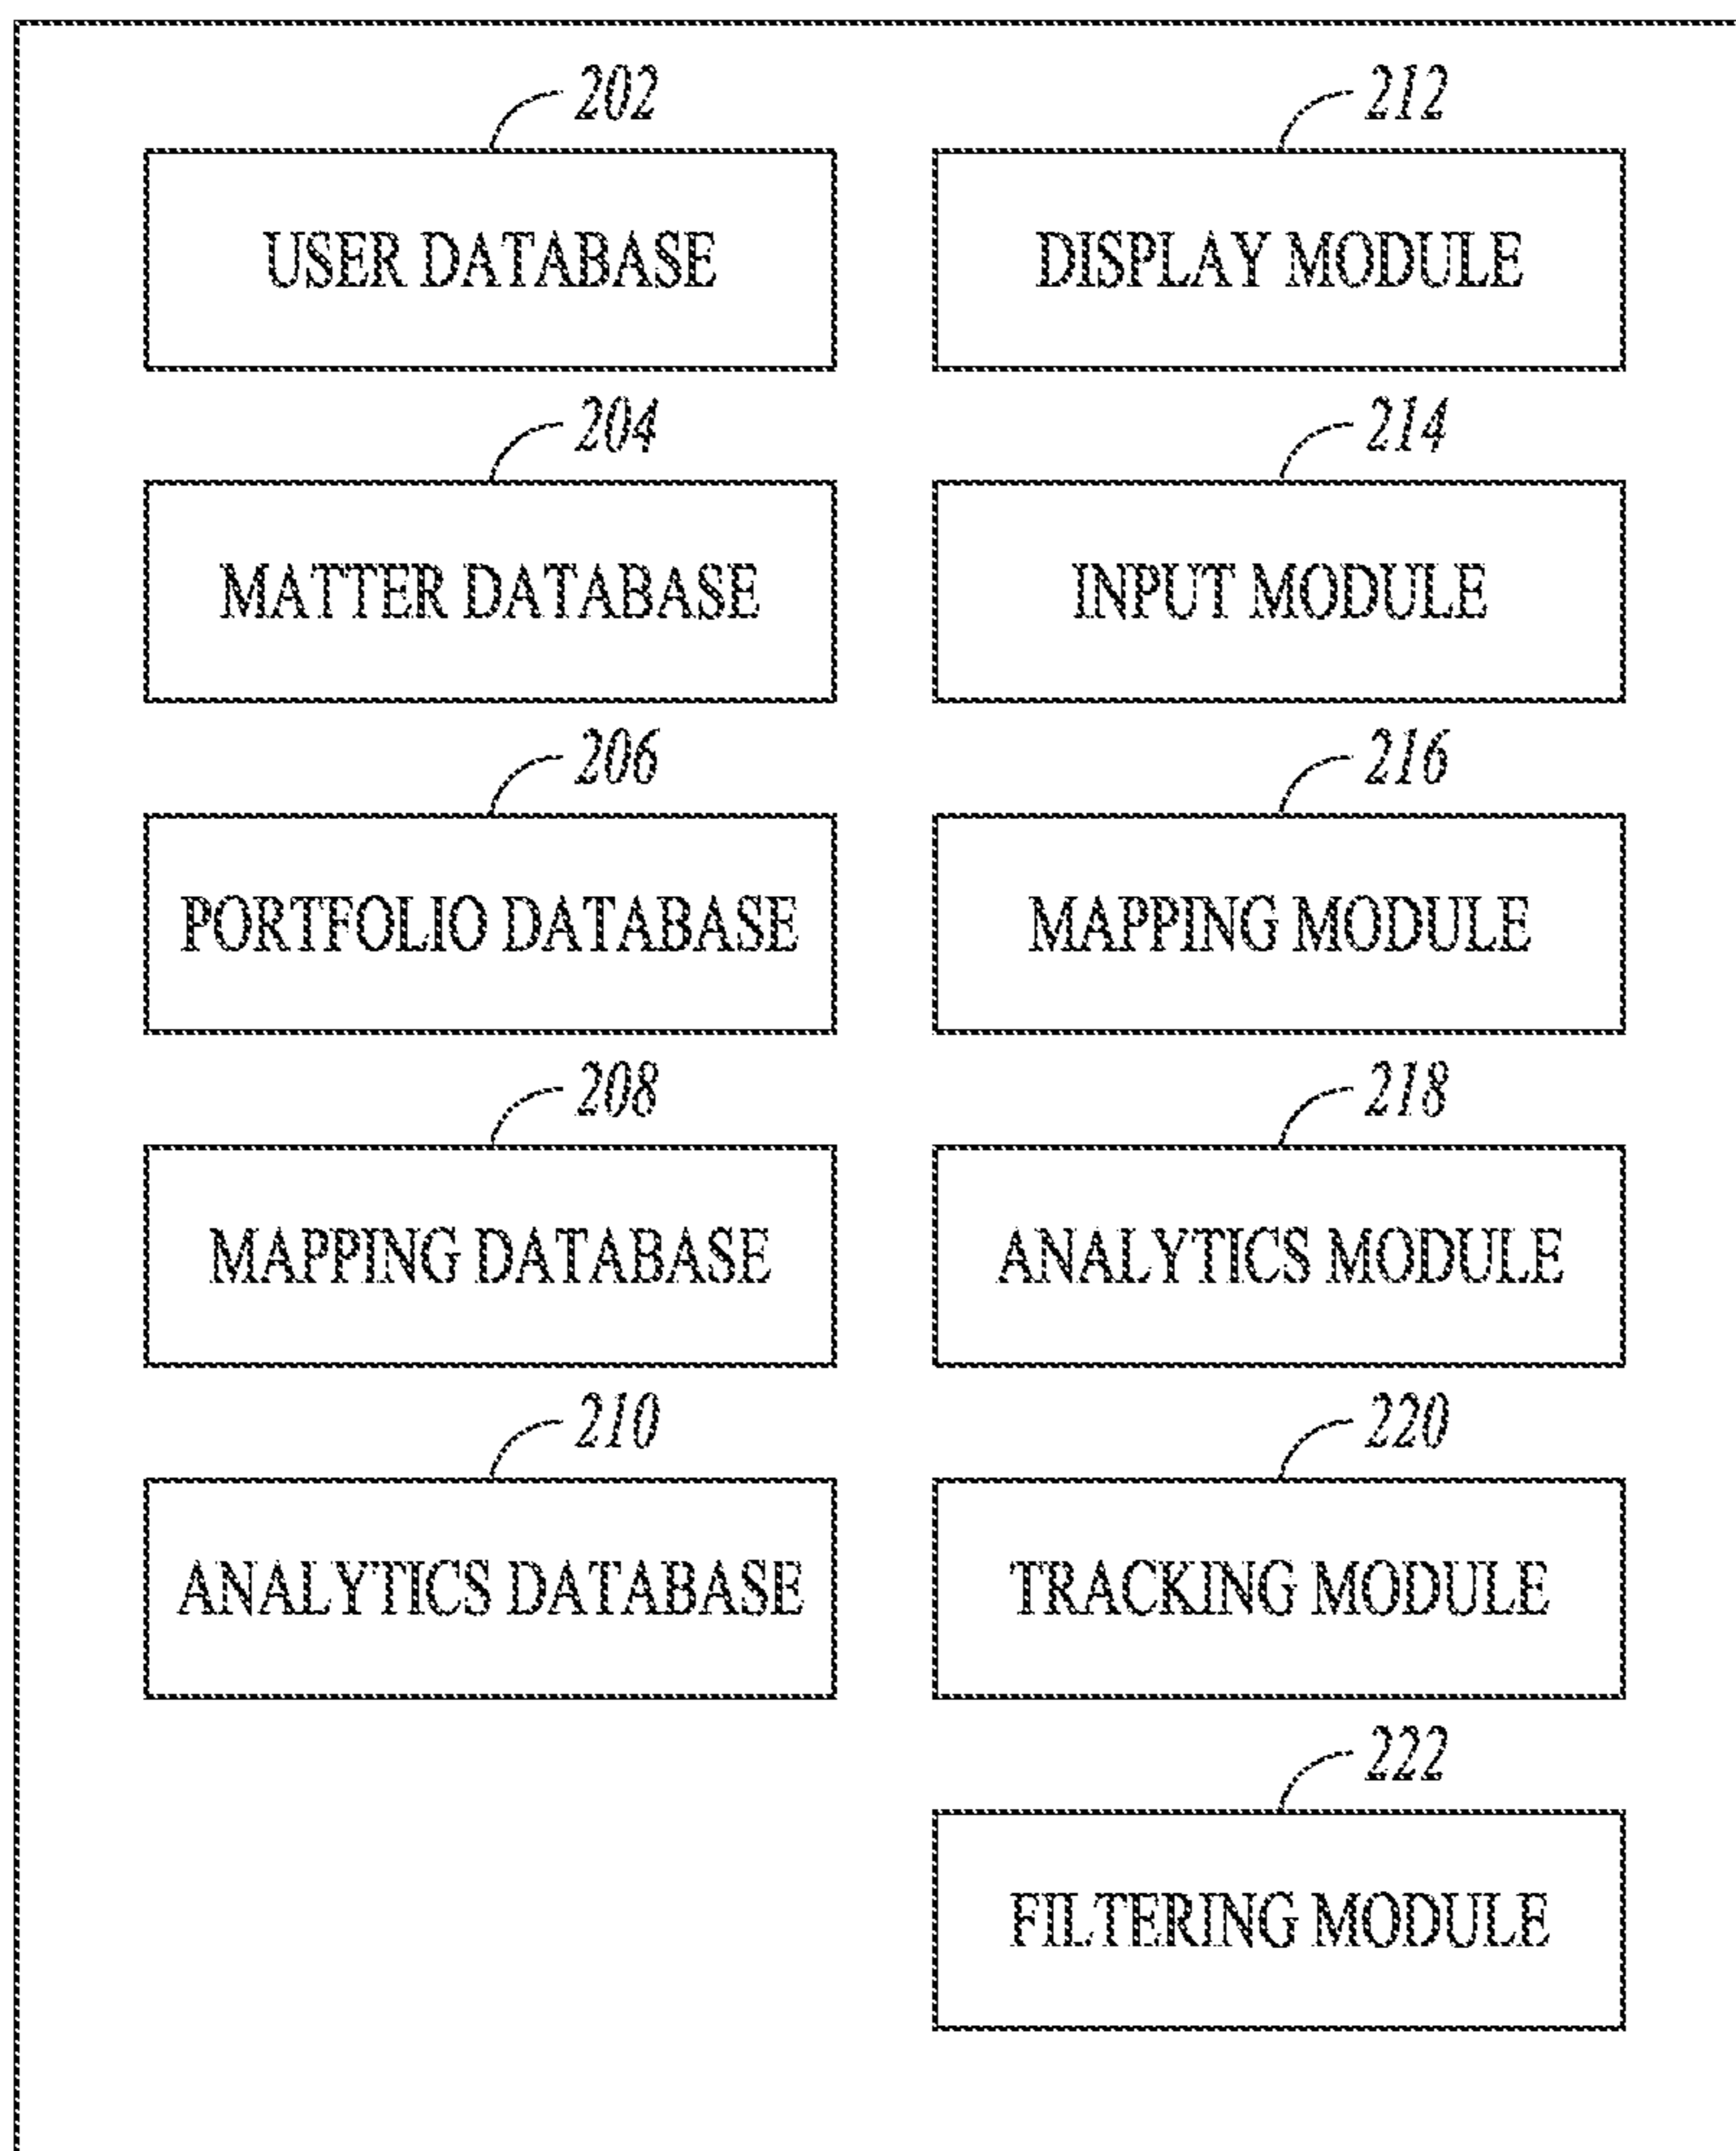 202
USER DATABASE
204
MATTER DATABASE
206
PORTFOLIO DATABASE
208
MAPPING DATABASE
210
ANALYTICS DATABASE
212
DISPLAY MODULE
214
INPUT MODULE
216
MAPPING MODULE
218
ANALYTICS MODULE
220
TRACKING MODULE
222
FILTERING MODULE